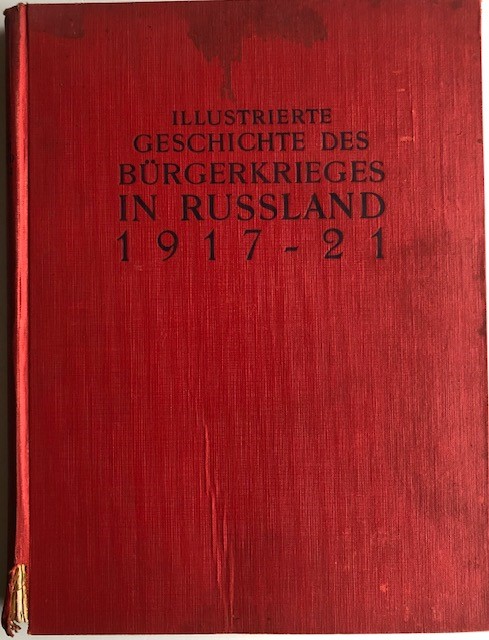 ILLUSTRIERTE
GESCHICHTE DES
BÜRGERKRIEGES
IN RUSSLAND
1917-21